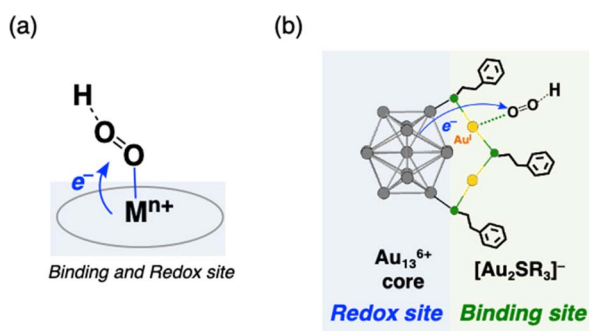 (a)
H
O=O
e⁻
Mⁿ⁺
Binding and Redox site
(b)
H
O=O
e⁻
Auᴵ
Au₁₃⁶⁺
core
[Au₂SR₃]⁻
Redox site
Binding site